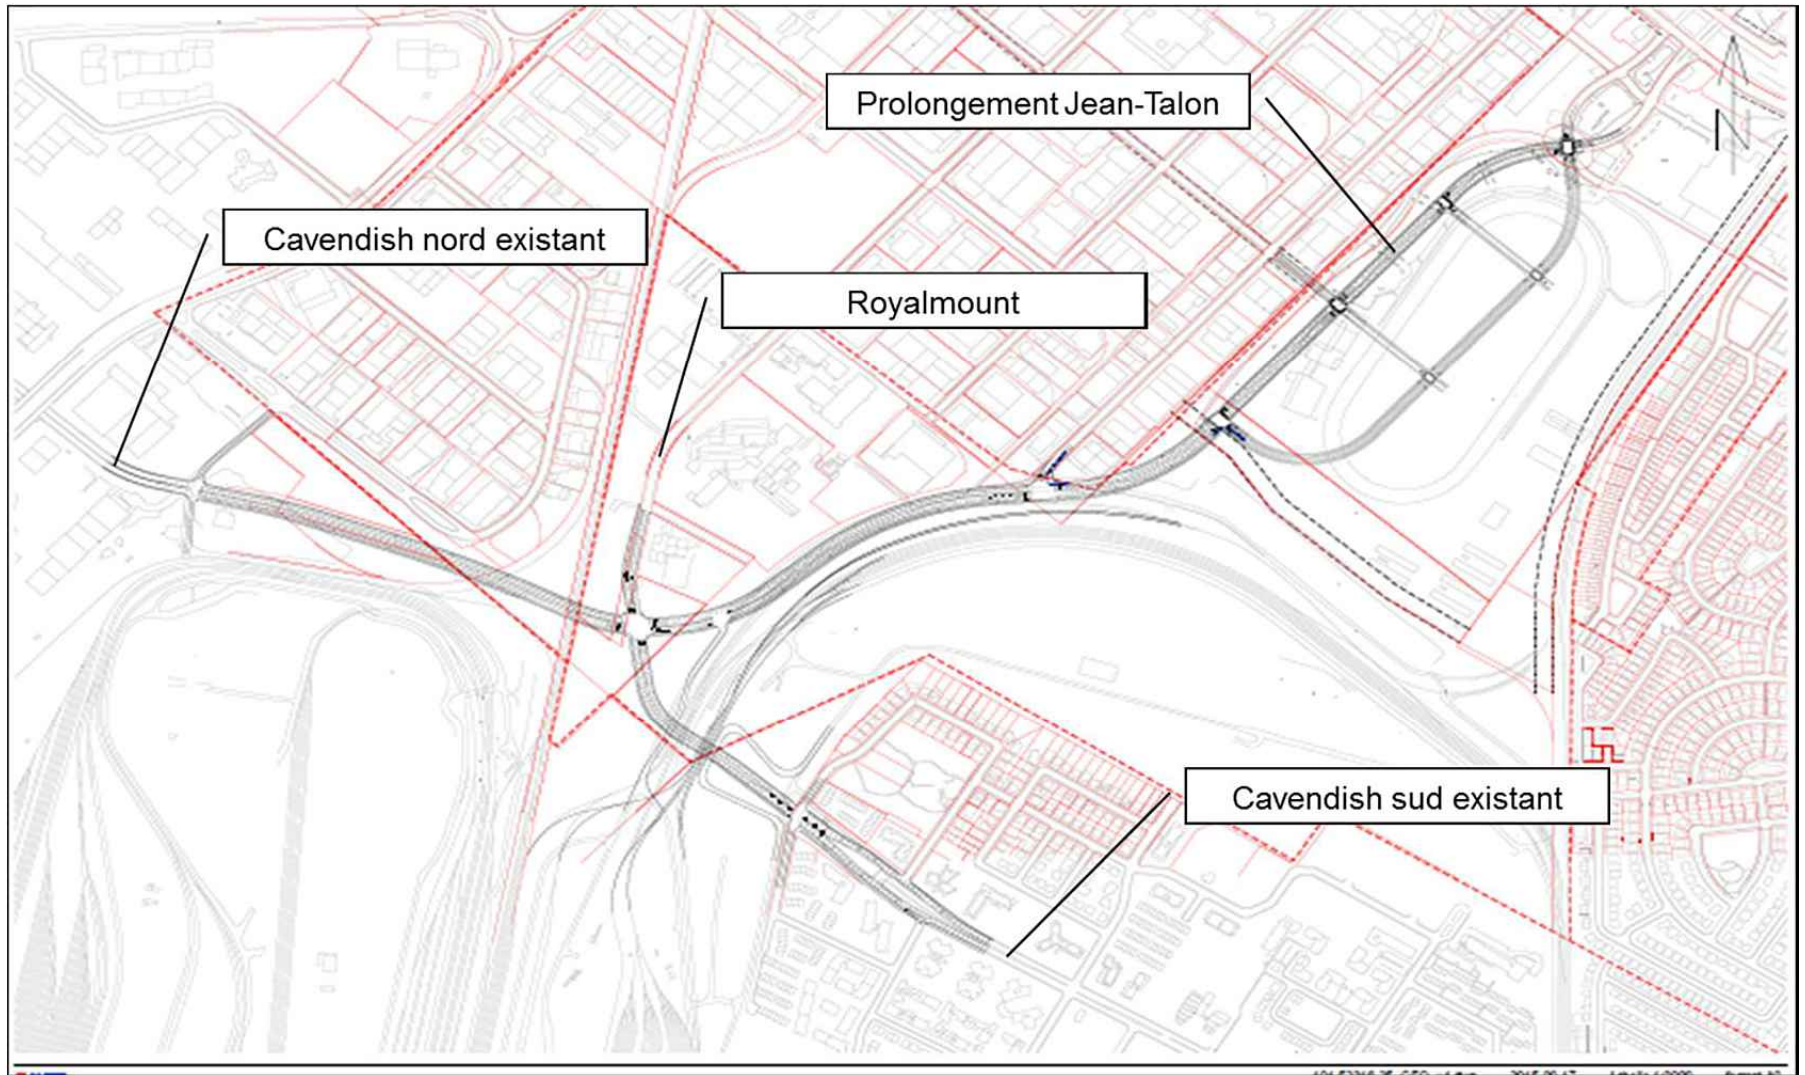 Prolongement Jean-Talon
N
Cavendish nord existant
Royalmount
Cavendish sud existant